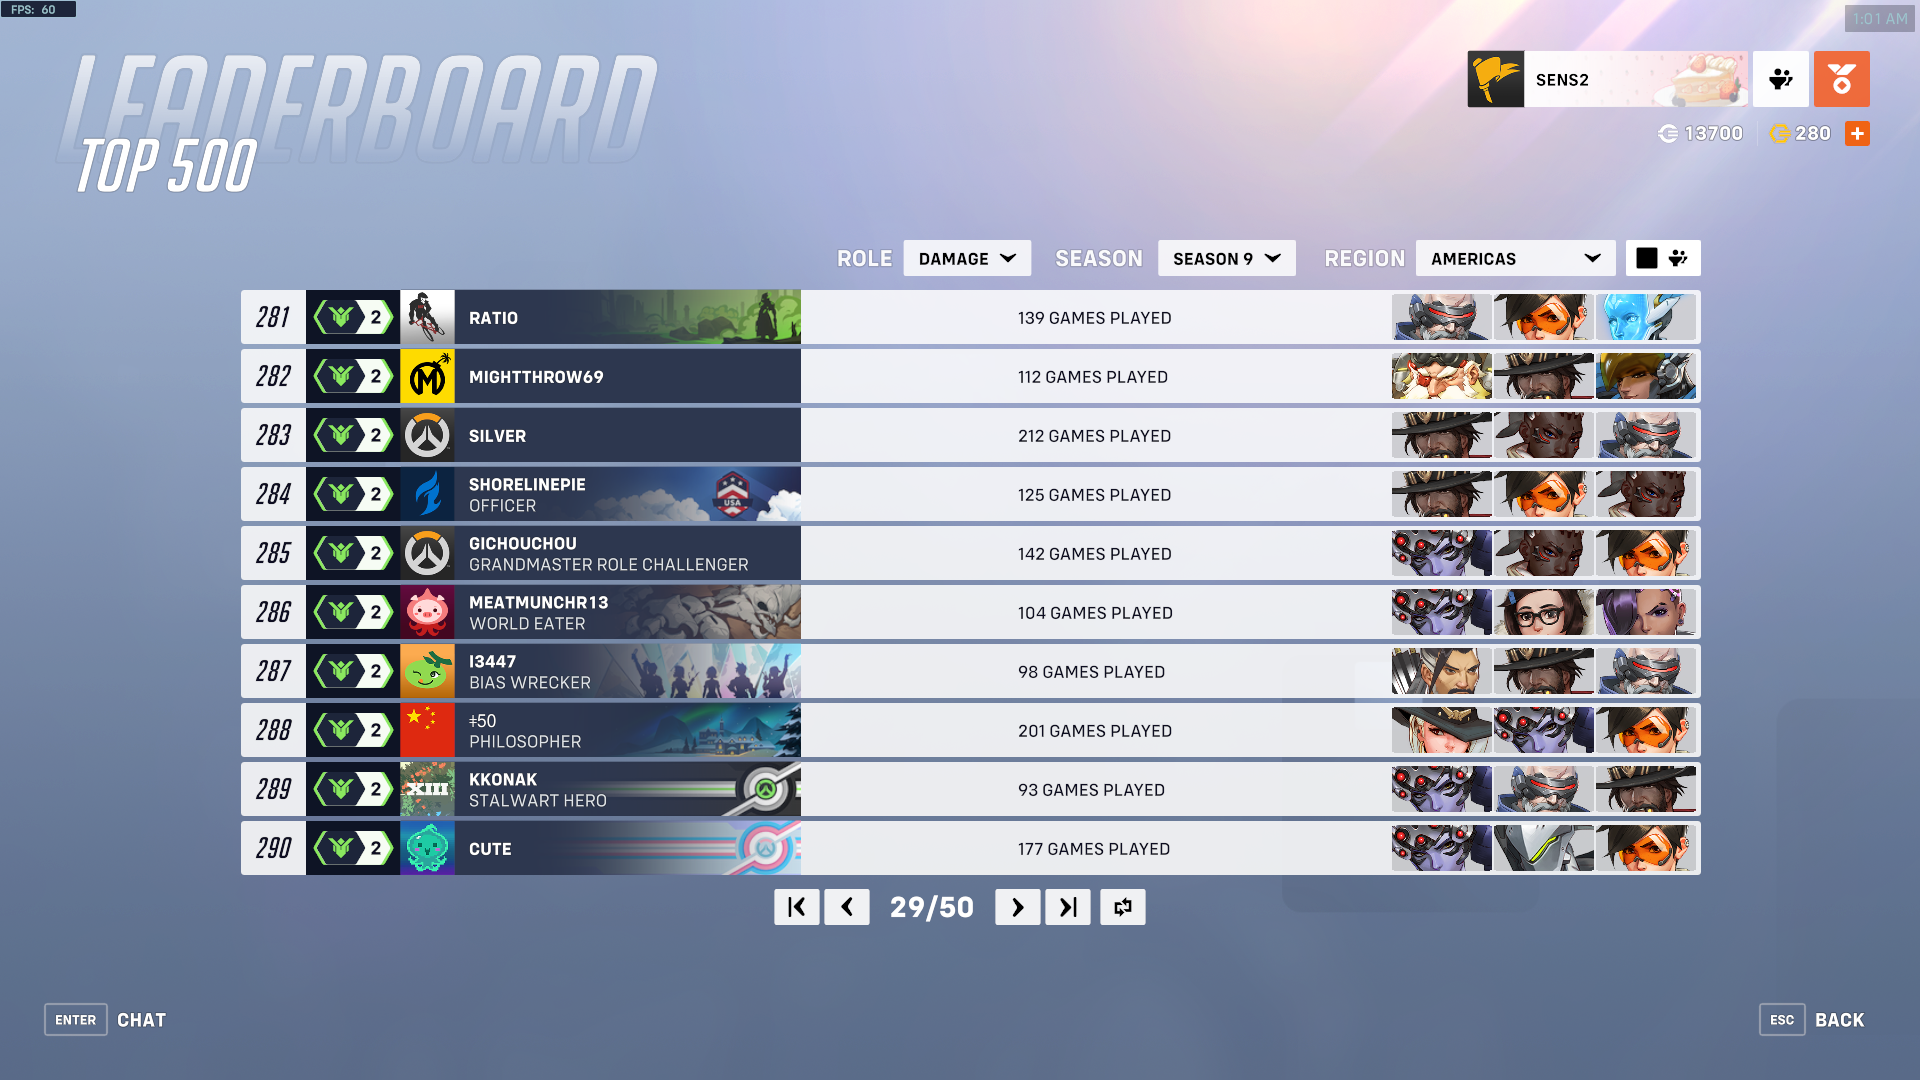 FPS: 60
1:01 AM
LEADERBOARD
TOP 500
SENS2
13700
280
ROLE
DAMAGE
SEASON
SEASON 9
REGION
AMERICAS
281 2 RATIO 139 GAMES PLAYED
282 2 MIGHTTHROW69 112 GAMES PLAYED
283 2 SILVER 212 GAMES PLAYED
284 2 SHORELINEPIE 125 GAMES PLAYED
OFFICER
USA
285 2 GICHOUCHOU 142 GAMES PLAYED
GRANDMASTER ROLE CHALLENGER
286 2 MEATMUNCHR13 104 GAMES PLAYED
WORLD EATER
287 2 I3447 98 GAMES PLAYED
BIAS WRECKER
288 2 ‡50 201 GAMES PLAYED
PHILOSOPHER
289 XIII 2 KKONAK 93 GAMES PLAYED
STALWART HERO
290 2 CUTE 177 GAMES PLAYED
29/50
ENTER CHAT
ESC BACK